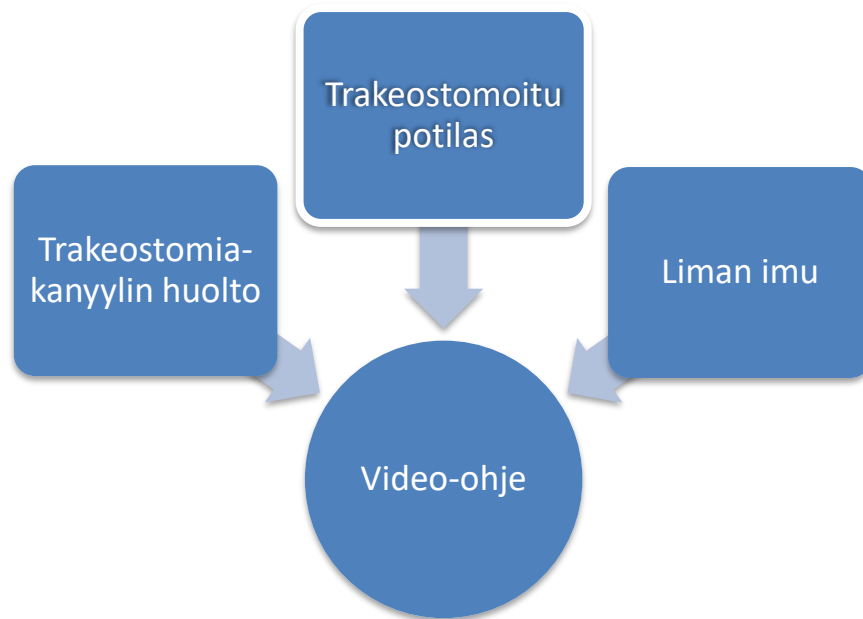 Trakeostomoitu
potilas
Trakeostomia-
kanyylin huolto
Liman imu
Video-ohje